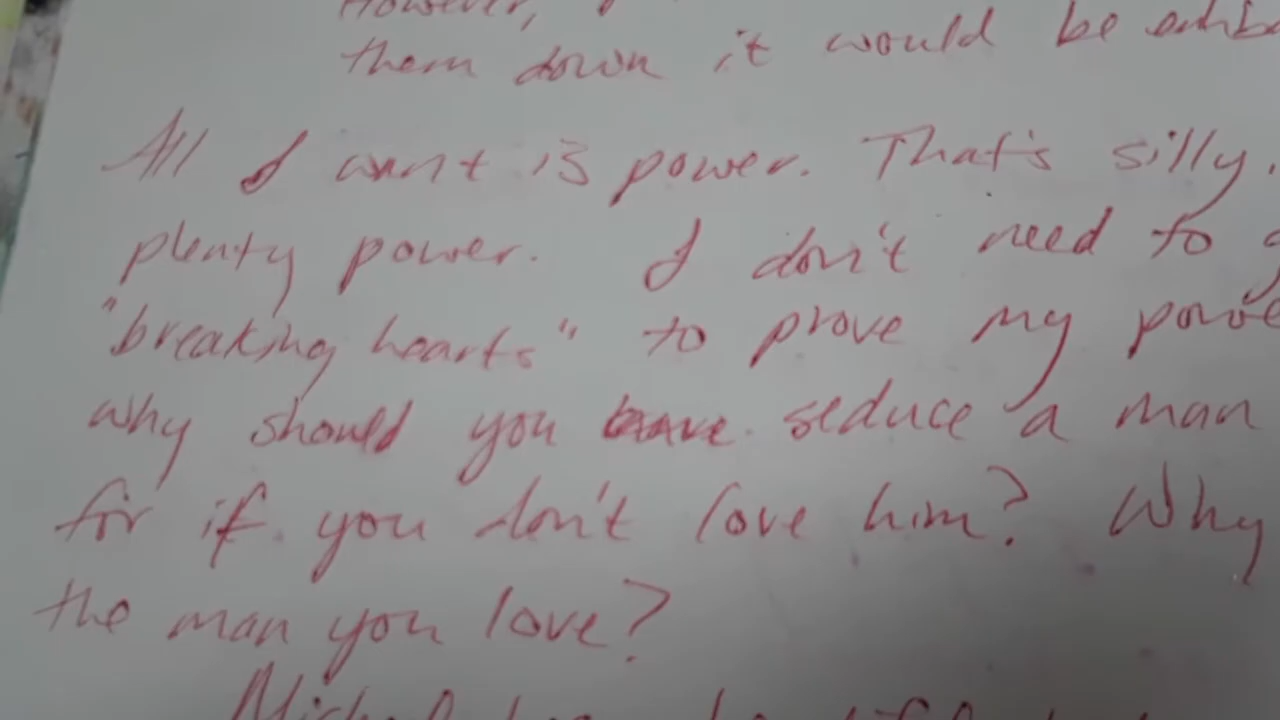 However,
them down it would be
All I want is power. That's silly.
plenty power. I don't need to
"breaking hearts" to prove my
why should you seduce a man
for if you don't love him? Why
the man you love?